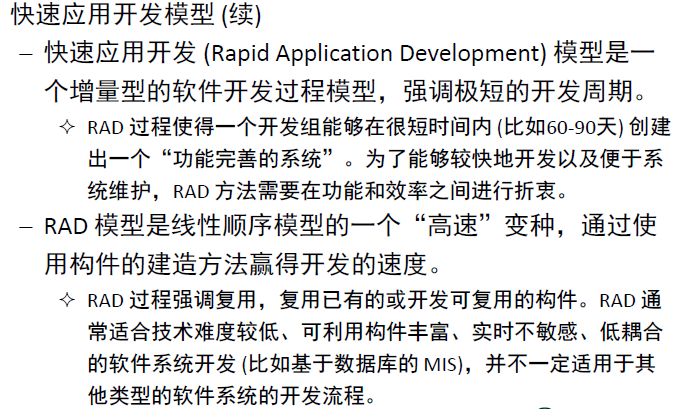 快速应用开发模型 (续)
– 快速应用开发 (Rapid Application Development) 模型是一
个增量型的软件开发过程模型，强调极短的开发周期。
✧ RAD 过程使得一个开发组能够在很短时间内 (比如60-90天) 创建
出一个“功能完善的系统”。为了能够较快地开发以及便于系
统维护，RAD 方法需要在功能和效率之间进行折衷。
– RAD 模型是线性顺序模型的一个“高速”变种，通过使
用构件的建造方法赢得开发的速度。
✧ RAD 过程强调复用，复用已有的或开发可复用的构件。RAD 通
常适合技术难度较低、可利用构件丰富、实时不敏感、低耦合
的软件系统开发 (比如基于数据库的 MIS)，并不一定适用于其
他类型的软件系统的开发流程。